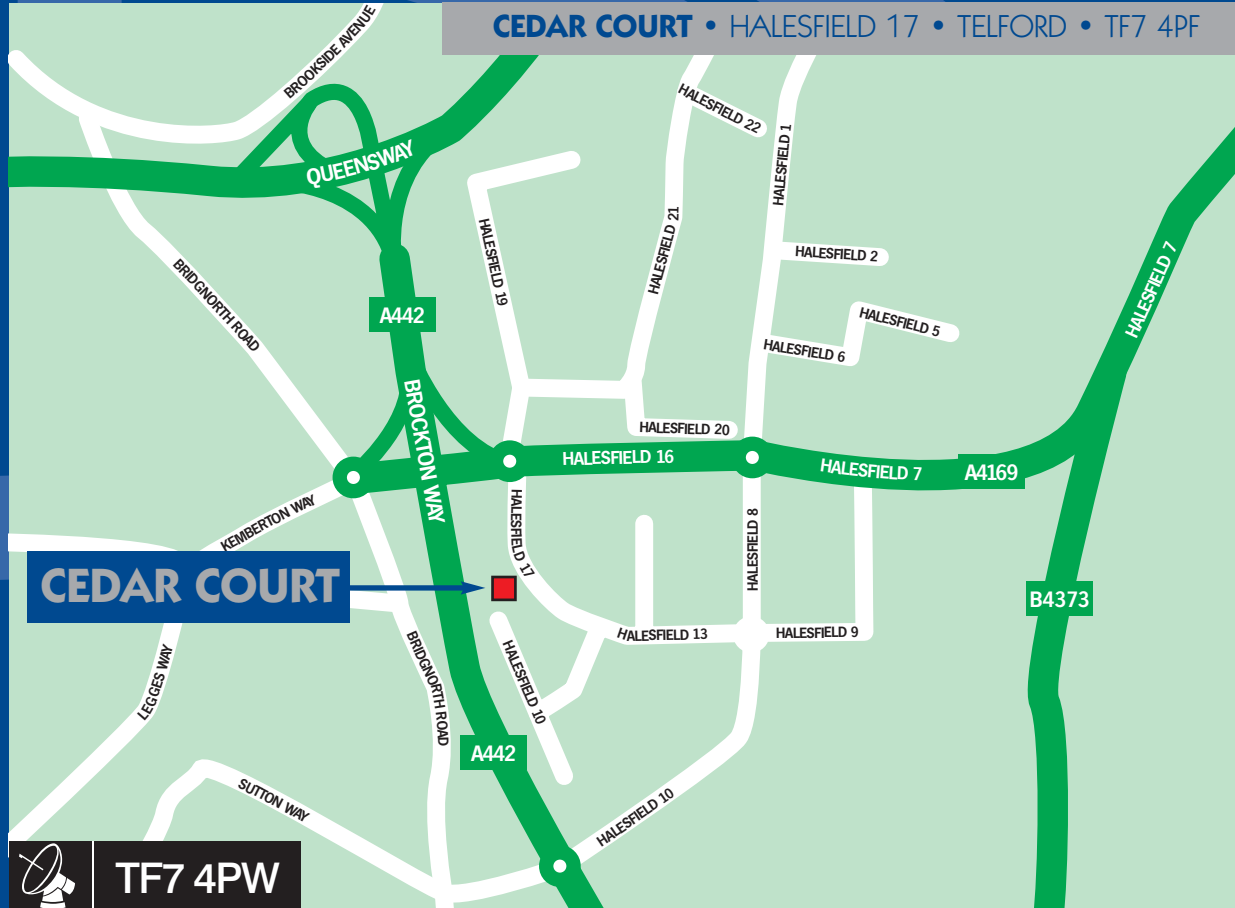 CEDAR COURT • HALESFIELD 17 • TELFORD • TF7 4PF
BROOKSIDE AVENUE
QUEENSWAY
HALESFIELD 22
HALESFIELD 1
HALESFIELD 21
HALESFIELD 19
HALESFIELD 2
HALESFIELD 7
BRIDGNORTH ROAD
A442
HALESFIELD 5
HALESFIELD 6
BROCKTON WAY
HALESFIELD 20
HALESFIELD 16
HALESFIELD 7
A4169
KEMBERTON WAY
HALESFIELD 17
HALESFIELD 8
CEDAR COURT
B4373
HALESFIELD 13
HALESFIELD 9
LEGGES WAY
BRIDGNORTH ROAD
HALESFIELD 10
A442
SUTTON WAY
HALESFIELD 10
TF7 4PW